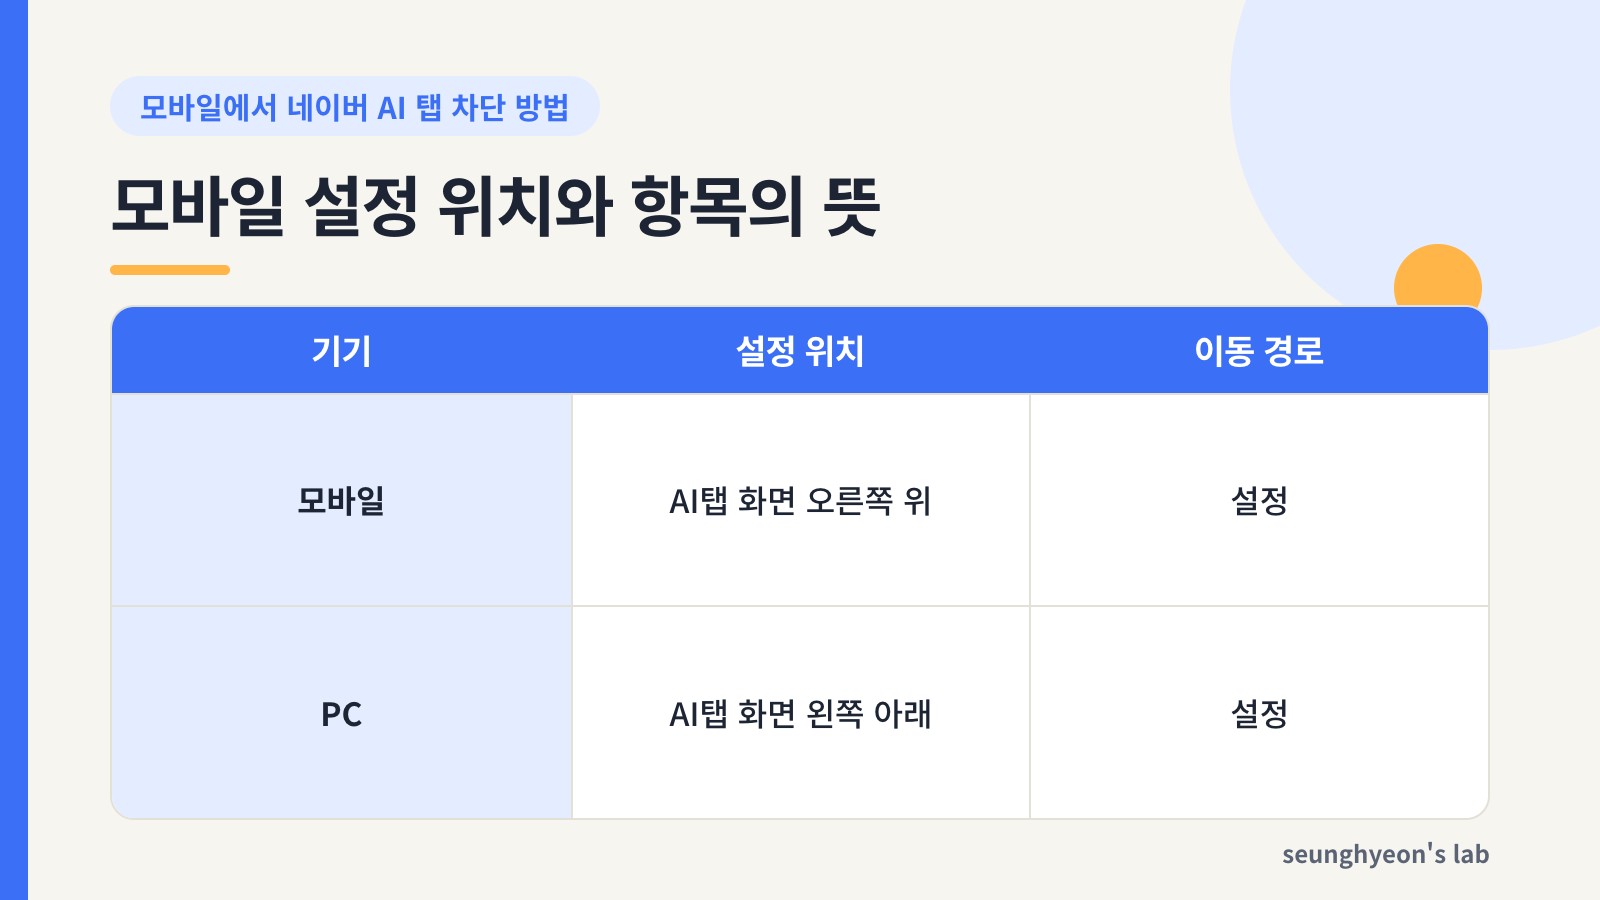 모바일에서 네이버 AI 탭 차단 방법
모바일 설정 위치와 항목의 뜻
기기 설정 위치 이동 경로
모바일 AI탭 화면 오른쪽 위 설정
PC AI탭 화면 왼쪽 아래 설정
seunghyeon's lab